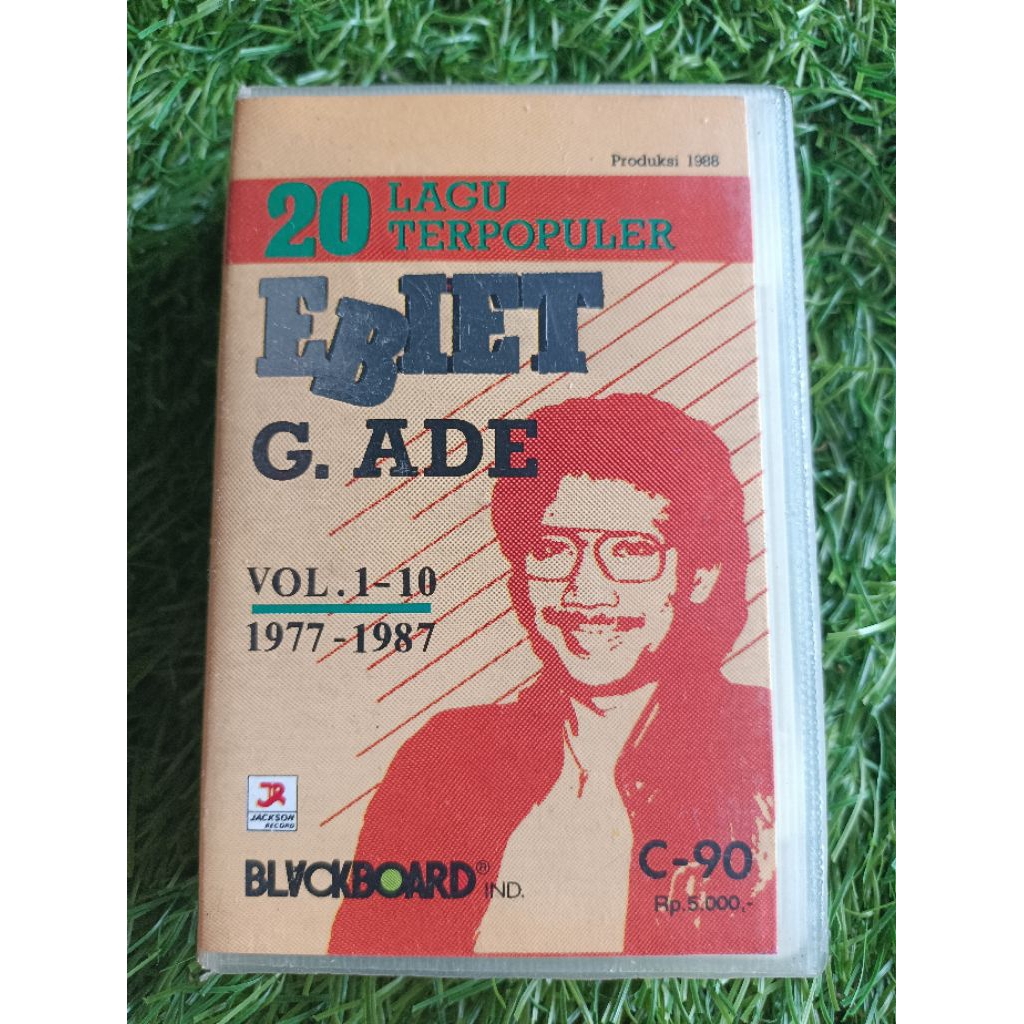 Produksi 1988
20 LAGU
TERPOPULER
EBIET
G. ADE
VOL. 1-10
1977-1987
JR
JACKSON
RECORD
BLACKBOARD® IND.
C-90
Rp.5.000,-